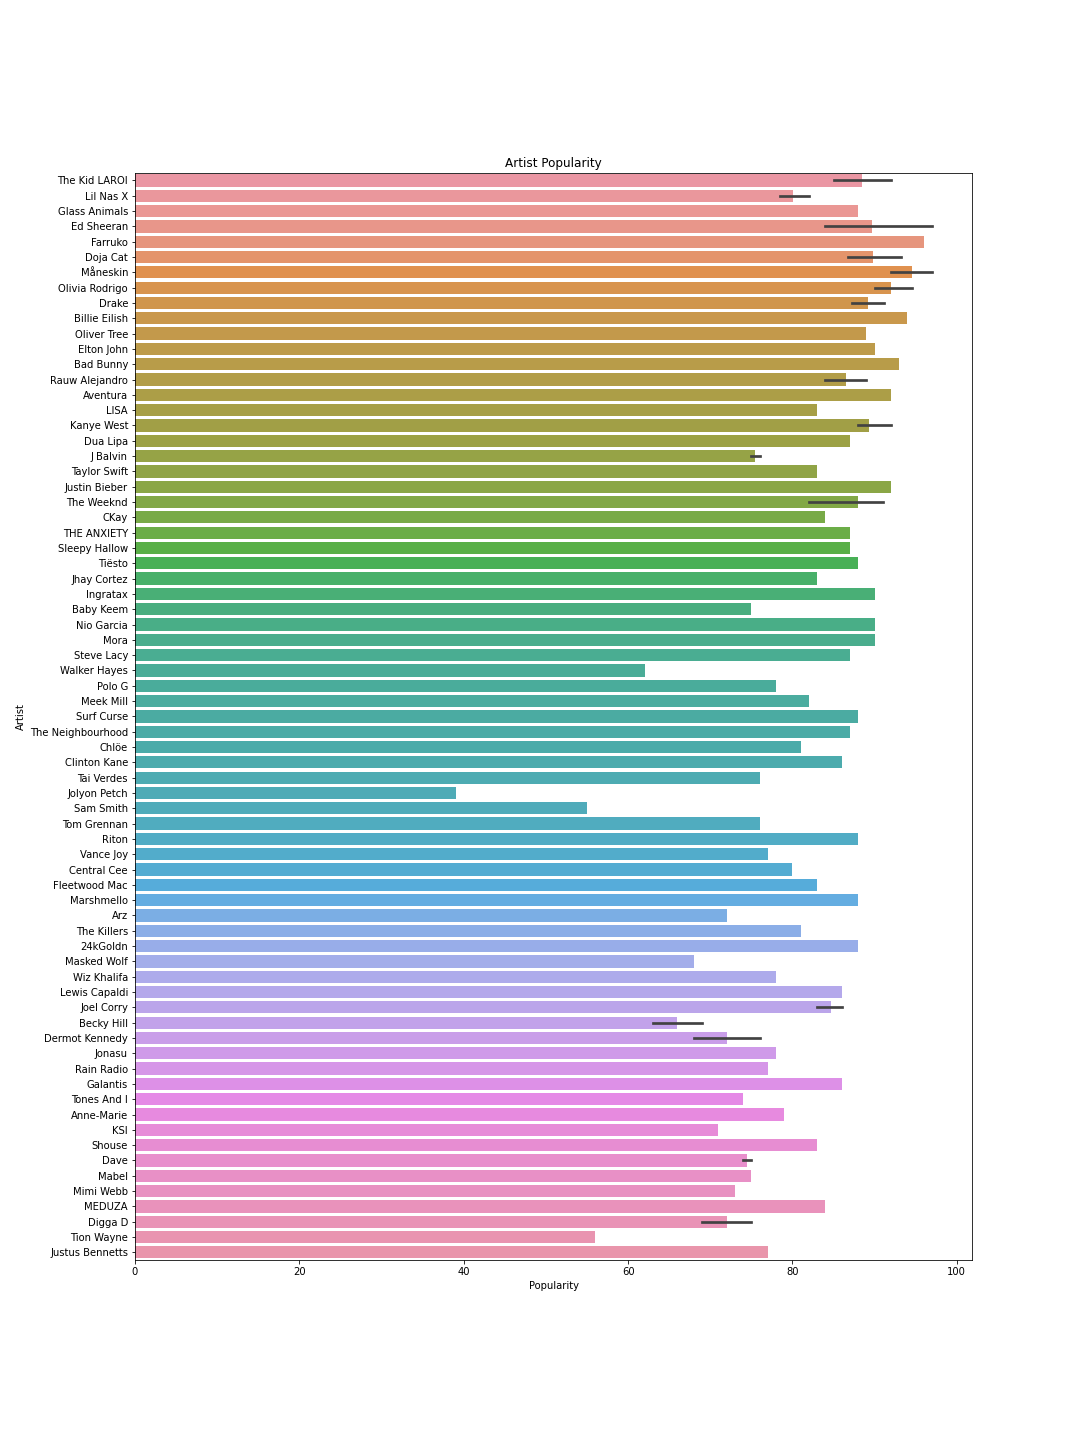 Artist Popularity
The Kid LAROI
Lil Nas X
Glass Animals
Ed Sheeran
Farruko
Doja Cat
Måneskin
Olivia Rodrigo
Drake
Billie Eilish
Oliver Tree
Elton John
Bad Bunny
Rauw Alejandro
Aventura
LISA
Kanye West
Dua Lipa
J Balvin
Taylor Swift
Justin Bieber
The Weeknd
CKay
THE ANXIETY
Sleepy Hallow
Tiësto
Jhay Cortez
Ingratax
Baby Keem
Nio Garcia
Mora
Steve Lacy
Walker Hayes
Polo G
Meek Mill
Surf Curse
The Neighbourhood
Chlöe
Clinton Kane
Tai Verdes
Jolyon Petch
Sam Smith
Tom Grennan
Riton
Vance Joy
Central Cee
Fleetwood Mac
Marshmello
Arz
The Killers
24kGoldn
Masked Wolf
Wiz Khalifa
Lewis Capaldi
Joel Corry
Becky Hill
Dermot Kennedy
Jonasu
Rain Radio
Galantis
Tones And I
Anne-Marie
KSI
Shouse
Dave
Mabel
Mimi Webb
MEDUZA
Digga D
Tion Wayne
Justus Bennetts
Artist
0 20 40 60 80 100
Popularity